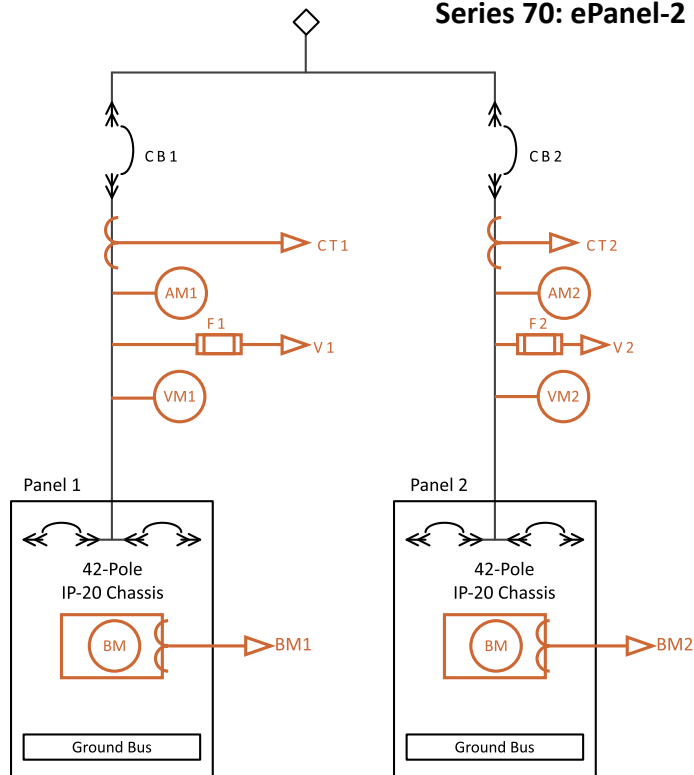 Series 70: ePanel-2
CB1
CB2
CT1
CT2
AM1
AM2
F1
F2
V1
V2
VM1
VM2
Panel 1
Panel 2
42-Pole
IP-20 Chassis
42-Pole
IP-20 Chassis
BM
BM1
BM
BM2
Ground Bus
Ground Bus